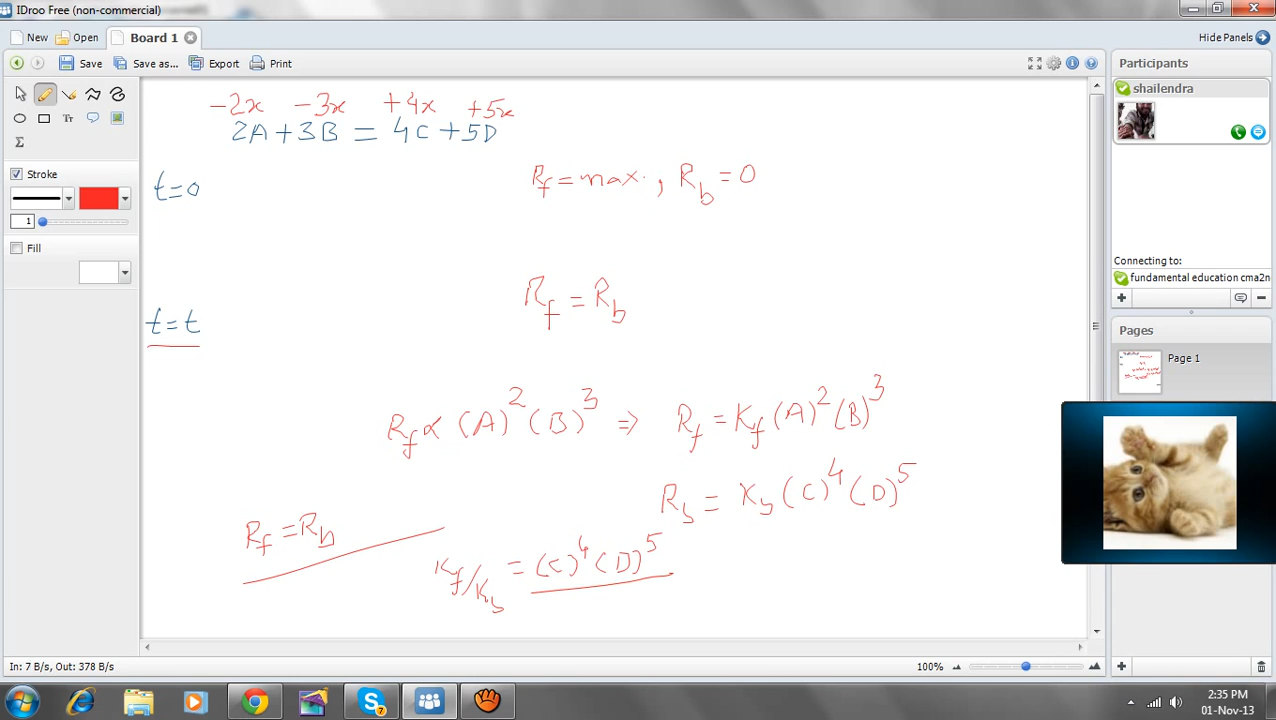 IDroo Free (non-commercial)
New Open Board 1 Hide Panels
Save Save as... Export Print
Participants
shailendra
Tr
Σ
Stroke
1
Fill
-2x -3x +4x +5x
2A+3B = 4C+5D
t=0
Rf=max. , Rb=0
Rf = Rb
t=t
Rf ∝ (A)^2 (B)^3 ⇒ Rf = Kf (A)^2 (B)^3
Rb = Kb (C)^4 (D)^5
Rf = Rb
Kf/Kb = (C)^4 (D)^5
Connecting to:
fundamental education cma2n
Pages
Page 1
In: 7 B/s, Out: 378 B/s
100%
7
2:35 PM
01-Nov-13